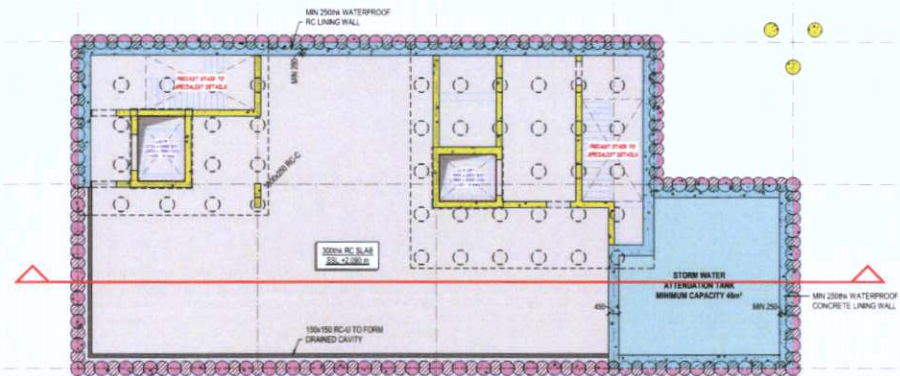 MIN 250thk WATERPROOF
RC LINING WALL
MIN 250
PRECAST STAIR TO
SPECIALIST DETAILS
PRECAST STAIR TO
SPECIALIST DETAILS
300thk RC SLAB
SSL +2.090 m
STORM WATER
ATTENUATION TANK
MINIMUM CAPACITY 46m³
450
MIN 250
MIN 250thk WATERPROOF
CONCRETE LINING WALL
150x150 RC-U TO FORM
DRAINED CAVITY